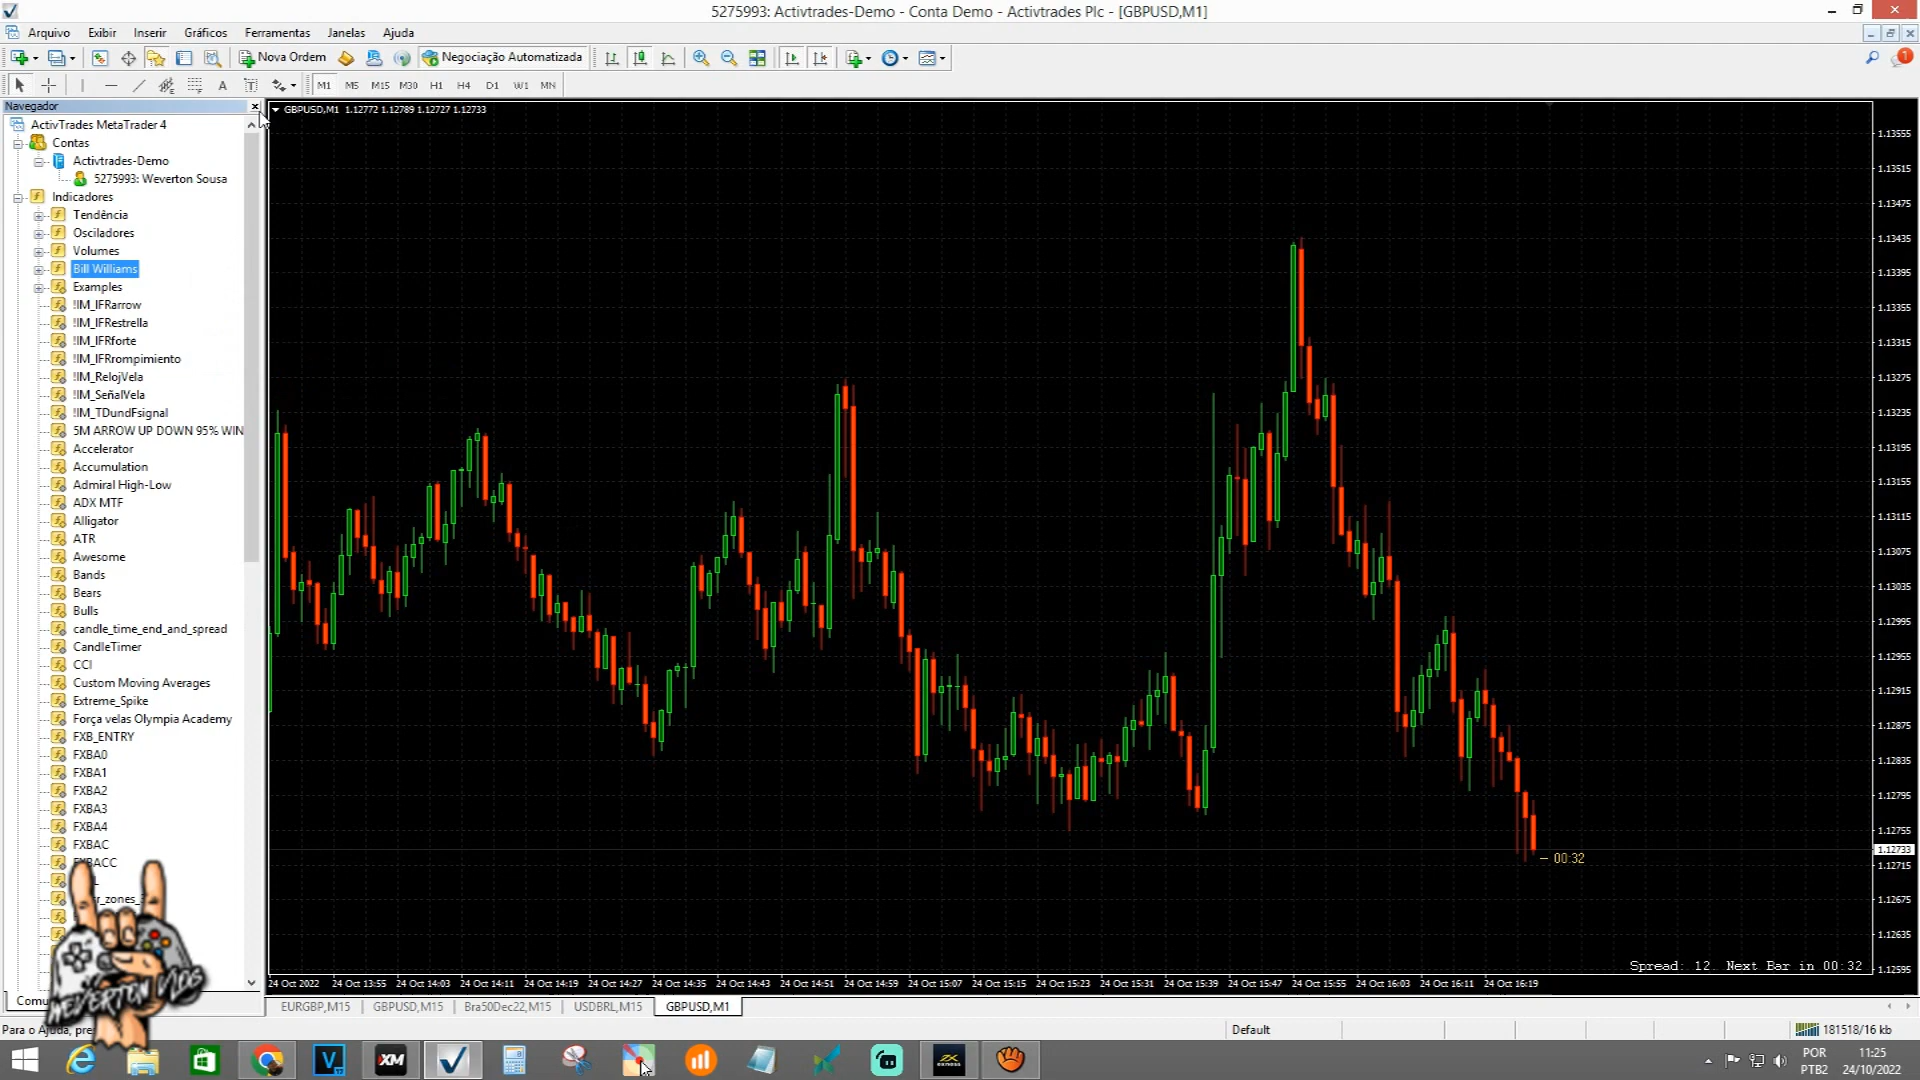 5275993: Activtrades-Demo - Conta Demo - Activtrades Plc - [GBPUSD,M1]
Arquivo Exibir Inserir Gráficos Ferramentas Janelas Ajuda
Nova Ordem Negociação Automatizada 1
A T M1 M5 M15 M30 H1 H4 D1 W1 MN
Navegador
GBPUSD,M1 1.12772 1.12789 1.12727 1.12733
ActivTrades MetaTrader 4
Contas
Activtrades-Demo
5275993: Weverton Sousa
Indicadores
Tendência
Osciladores
Volumes
Bill Williams
Examples
!IM_IFRarrow
!IM_IFRestrella
!IM_IFRforte
!IM_IFRrompimiento
!IM_RelojVela
!IM_SeñalVela
!IM_TDundFsignal
5M ARROW UP DOWN 95% WIN
Accelerator
Accumulation
Admiral High-Low
ADX MTF
Alligator
ATR
Awesome
Bands
Bears
Bulls
candle_time_end_and_spread
CandleTimer
CCI
Custom Moving Averages
Extreme_Spike
Força velas Olympia Academy
FXB_ENTRY
FXBA0
FXBA1
FXBA2
FXBA3
FXBA4
FXBAC
FXBACC
WEVERTON VIDS
1.13555
1.13515
1.13475
1.13435
1.13395
1.13355
1.13315
1.13275
1.13235
1.13195
1.13155
1.13115
1.13075
1.13035
1.12995
1.12955
1.12915
1.12875
1.12835
1.12795
1.12755
1.12733
1.12715
1.12675
1.12635
1.12595
00:32
Spread: 12. Next Bar in 00:32
24 Oct 2022 24 Oct 13:55 24 Oct 14:03 24 Oct 14:11 24 Oct 14:19 24 Oct 14:27 24 Oct 14:35 24 Oct 14:43 24 Oct 14:51 24 Oct 14:59 24 Oct 15:07 24 Oct 15:15 24 Oct 15:23 24 Oct 15:31 24 Oct 15:39 24 Oct 15:47 24 Oct 15:55 24 Oct 16:03 24 Oct 16:11 24 Oct 16:19
EURGBP,M15 GBPUSD,M15 Bra50Dec22,M15 USDBRL,M15 GBPUSD,M1
Para o Ajuda, Default 181518/16 kb
XM
POR 11:25
PTB2 24/10/2022